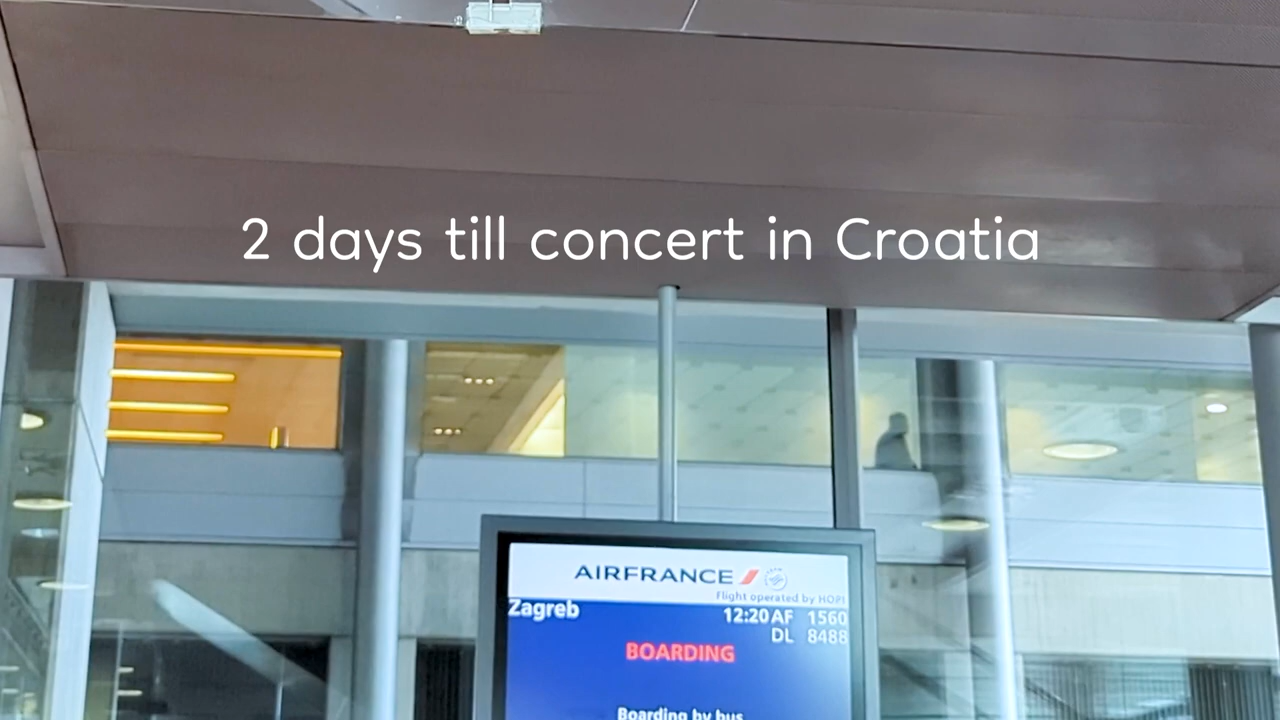 2 days till concert in Croatia
AIRFRANCE
Flight operated by HOP!
Zagreb 12:20 AF 1560
DL 8488
BOARDING
Boarding by bus